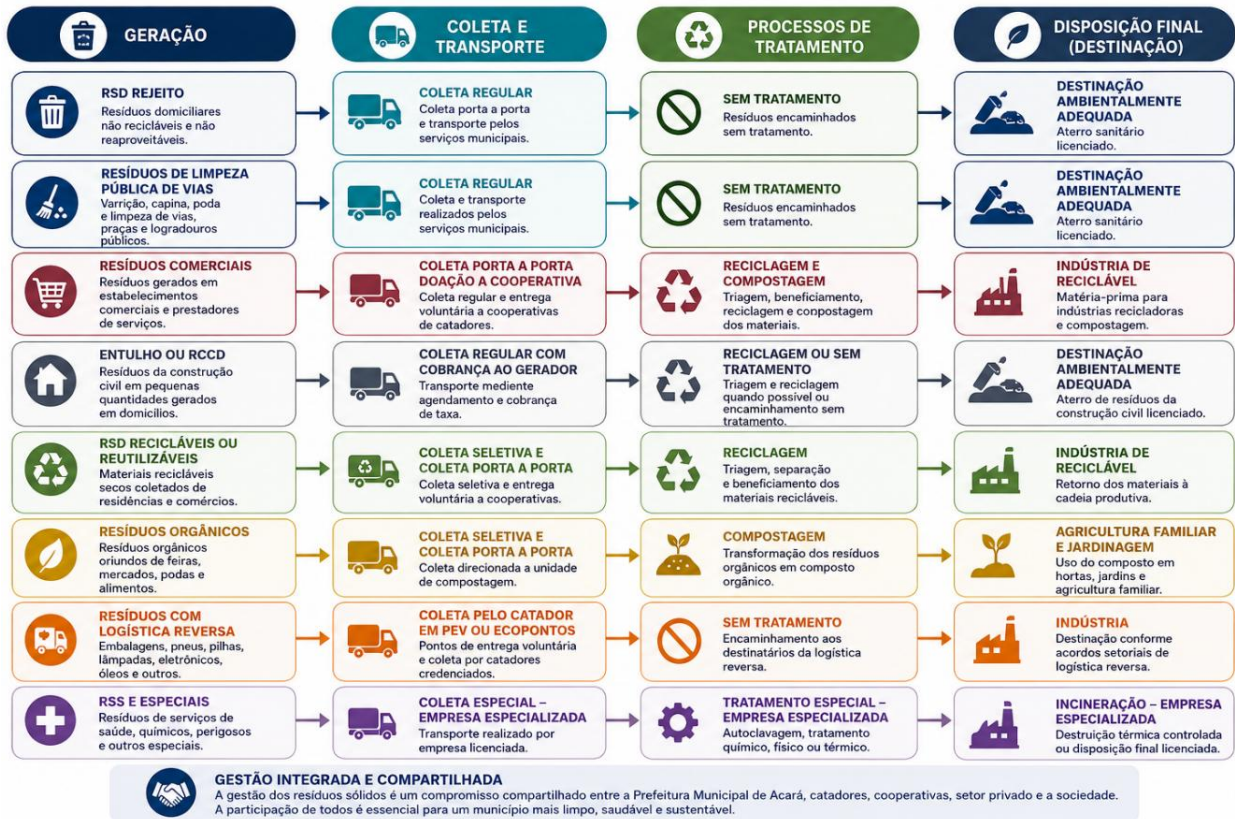 GERAÇÃO
COLETA E
TRANSPORTE
PROCESSOS DE
TRATAMENTO
DISPOSIÇÃO FINAL
(DESTINAÇÃO)
RSD REJEITO
Resíduos domiciliares
não recicláveis e não
reaproveitáveis.
COLETA REGULAR
Coleta porta a porta
e transporte pelos
serviços municipais.
SEM TRATAMENTO
Resíduos encaminhados
sem tratamento.
DESTINAÇÃO
AMBIENTALMENTE
ADEQUADA
Aterro sanitário
licenciado.
RESÍDUOS DE LIMPEZA
PÚBLICA DE VIAS
Varrição, capina, poda
e limpeza de vias,
praças e logradouros
públicos.
COLETA REGULAR
Coleta e transporte
realizados pelos
serviços municipais.
SEM TRATAMENTO
Resíduos encaminhados
sem tratamento.
DESTINAÇÃO
AMBIENTALMENTE
ADEQUADA
Aterro sanitário
licenciado.
RESÍDUOS COMERCIAIS
Resíduos gerados em
estabelecimentos
comerciais e prestadores
de serviços.
COLETA PORTA A PORTA
DOAÇÃO A COOPERATIVA
Coleta regular e entrega
voluntária a cooperativas
de catadores.
RECICLAGEM E
COMPOSTAGEM
Triagem, beneficiamento,
reciclagem e conpostagem
dos materiais.
INDÚSTRIA DE
RECICLÁVEL
Matéria-prima para
indústrias recicladoras
e compostagem.
ENTULHO OU RCCD
Resíduos da construção
civil em pequenas
quantidades gerados
em domicílios.
COLETA REGULAR COM
COBRANÇA AO GERADOR
Transporte mediante
agendamento e cobrança
de taxa.
RECICLAGEM OU SEM
TRATAMENTO
Triagem e reciclagem
quando possível ou
encaminhamento sem
tratamento.
DESTINAÇÃO
AMBIENTALMENTE
ADEQUADA
Aterro de resíduos da
construção civil licenciado.
RSD RECICLÁVEIS OU
REUTILIZÁVEIS
Materiais recicláveis
secos coletados de
residências e comércios.
COLETA SELETIVA E
COLETA PORTA A PORTA
Coleta seletiva e entrega
voluntária a cooperativas.
RECICLAGEM
Triagem, separação
e beneficiamento dos
materiais recicláveis.
INDÚSTRIA DE
RECICLÁVEL
Retorno dos materiais à
cadeia produtiva.
RESÍDUOS ORGÂNICOS
Resíduos orgânicos
oriundos de feiras,
mercados, podas e
alimentos.
COLETA SELETIVA E
COLETA PORTA A PORTA
Coleta direcionada a unidade
de compostagem.
COMPOSTAGEM
Transformação dos resíduos
orgânicos em composto
orgânico.
AGRICULTURA FAMILIAR
E JARDINAGEM
Uso do composto em
hortas, jardins e
agricultura familiar.
RESÍDUOS COM
LOGÍSTICA REVERSA
Embalagens, pneus, pilhas,
lâmpadas, eletrônicos,
óleos e outros.
COLETA PELO CATADOR
EM PEV OU ECOPONTOS
Pontos de entrega voluntária
e coleta por catadores
credenciados.
SEM TRATAMENTO
Encaminhamento aos
destinatários da logística
reversa.
INDÚSTRIA
Destinação conforme
acordos setoriais de
logística reversa.
RSS E ESPECIAIS
Resíduos de serviços de
saúde, químicos, perigosos
e outros especiais.
COLETA ESPECIAL –
EMPRESA ESPECIALIZADA
Transporte realizado por
empresa licenciada.
TRATAMENTO ESPECIAL –
EMPRESA ESPECIALIZADA
Autoclavagem, tratamento
químico, físico ou térmico.
INCINERAÇÃO – EMPRESA
ESPECIALIZADA
Destruição térmica controlada
ou disposição final licenciada.
GESTÃO INTEGRADA E COMPARTILHADA
A gestão dos resíduos sólidos é um compromisso compartilhado entre a Prefeitura Municipal de Acará, catadores, cooperativas, setor privado e a sociedade.
A participação de todos é essencial para um município mais limpo, saudável e sustentável.